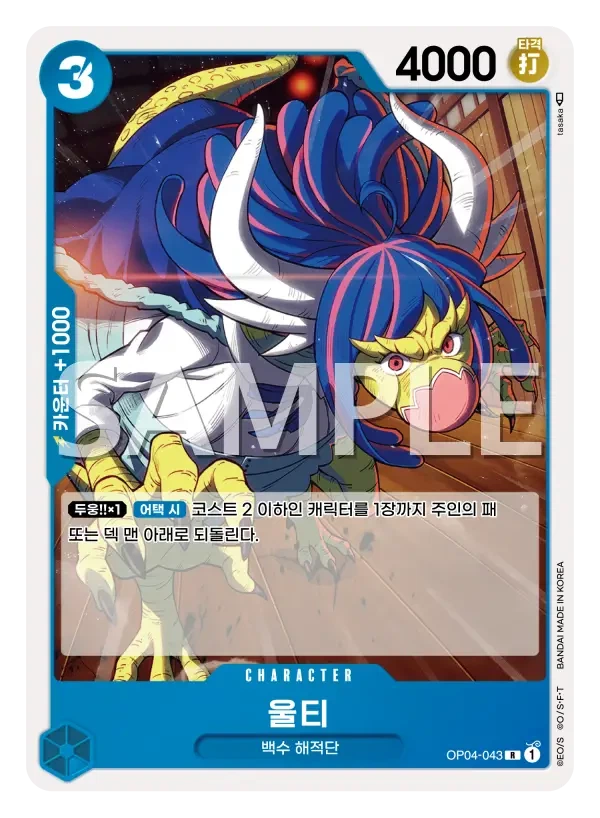 3
4000
타격
打
tasaka
카운터 +1000
SAMPLE
두웅!!×1 어택 시 코스트 2 이하인 캐릭터를 1장까지 주인의 패
또는 덱 맨 아래로 되돌린다.
CHARACTER
울티
백수 해적단
OP04-043 R 1
©EO/S ©O/S·F·T BANDAI MADE IN KOREA